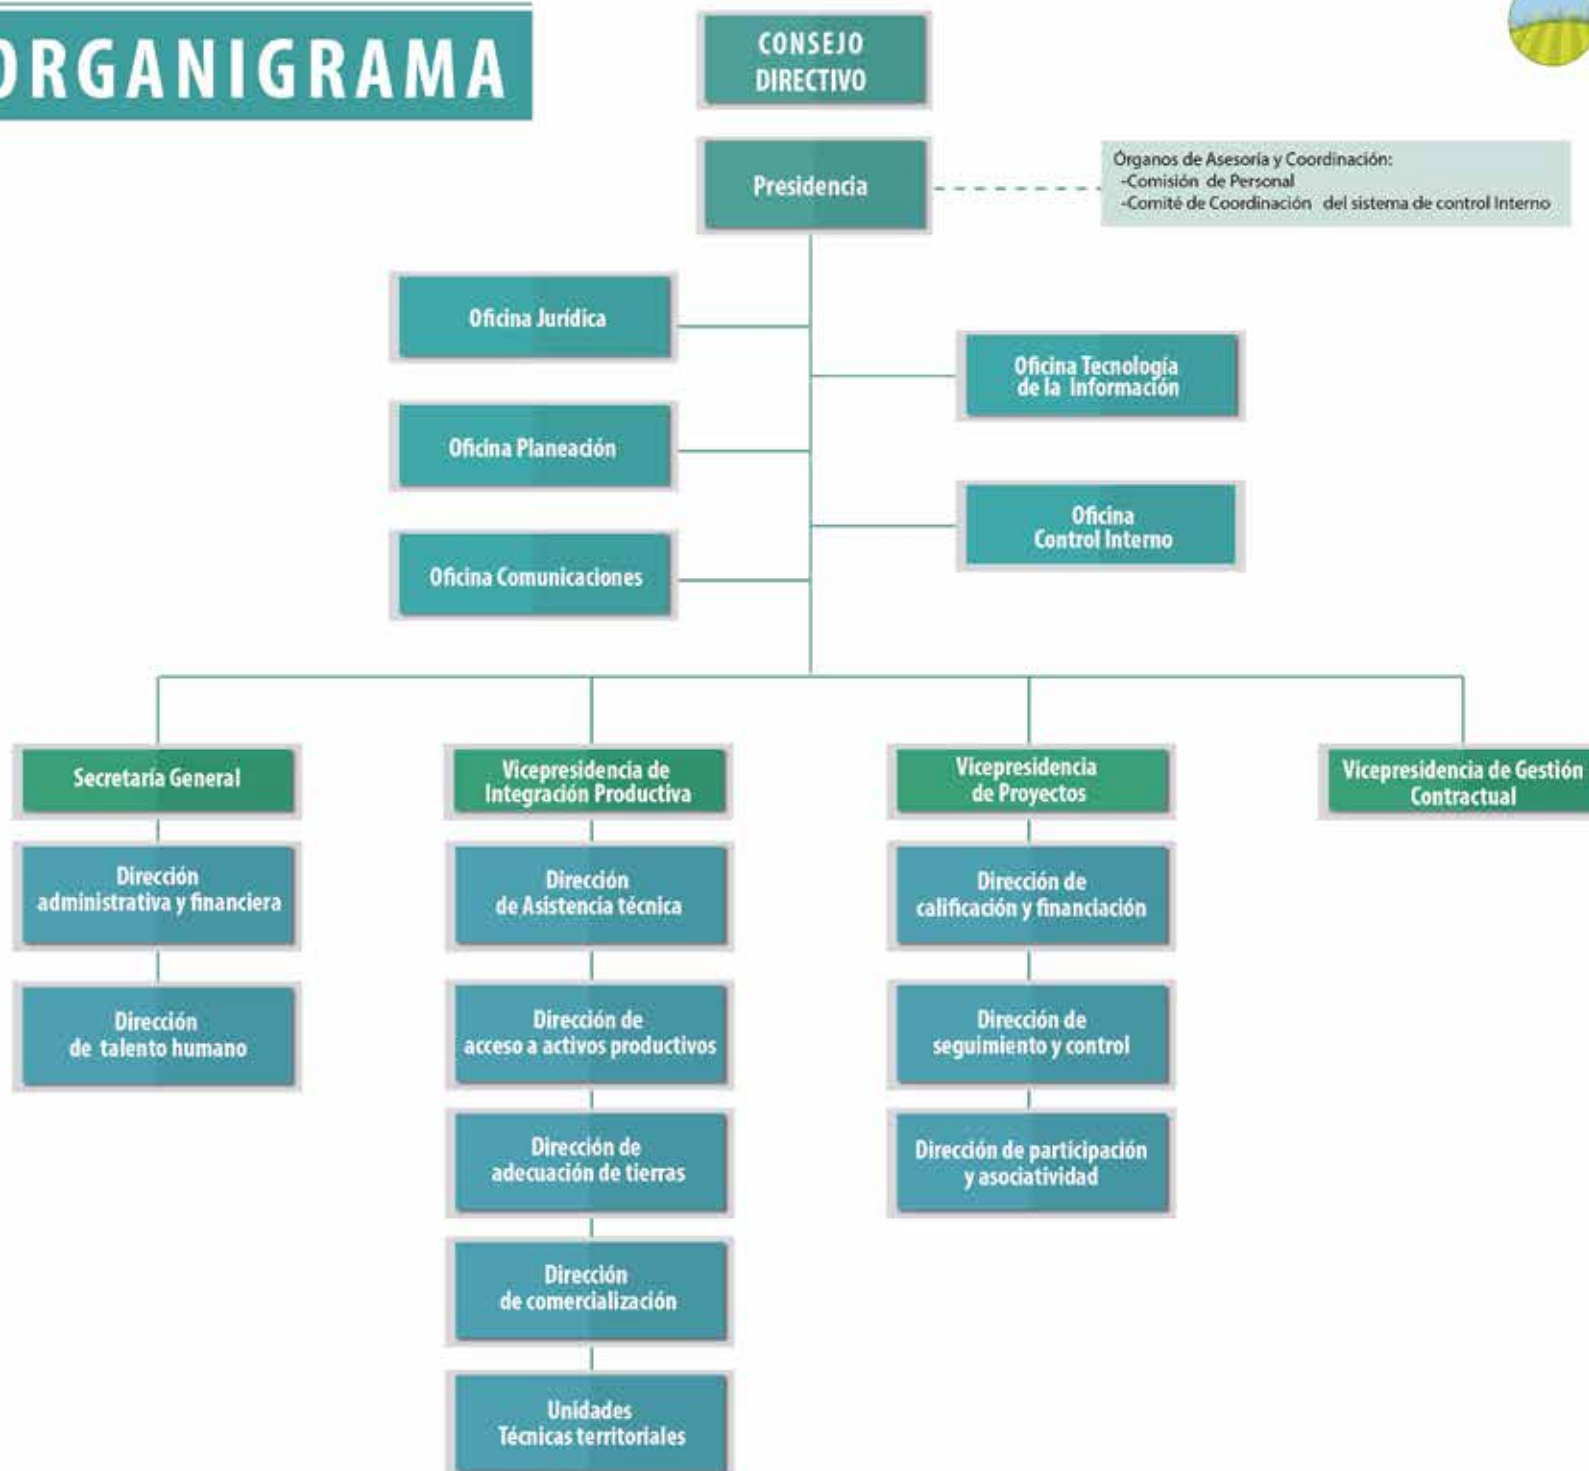 ORGANIGRAMA
CONSEJO
DIRECTIVO
Presidencia
Órganos de Asesoría y Coordinación:
-Comisión de Personal
-Comité de Coordinación del sistema de control Interno
Oficina Jurídica
Oficina Tecnología
de la Información
Oficina Planeación
Oficina
Control Interno
Oficina Comunicaciones
Secretaría General
Dirección
administrativa y financiera
Dirección
de talento humano
Vicepresidencia de
Integración Productiva
Dirección
de Asistencia técnica
Dirección de
acceso a activos productivos
Dirección de
adecuación de tierras
Dirección
de comercialización
Unidades
Técnicas territoriales
Vicepresidencia
de Proyectos
Dirección de
calificación y financiación
Dirección de
seguimiento y control
Dirección de participación
y asociatividad
Vicepresidencia de Gestión
Contractual